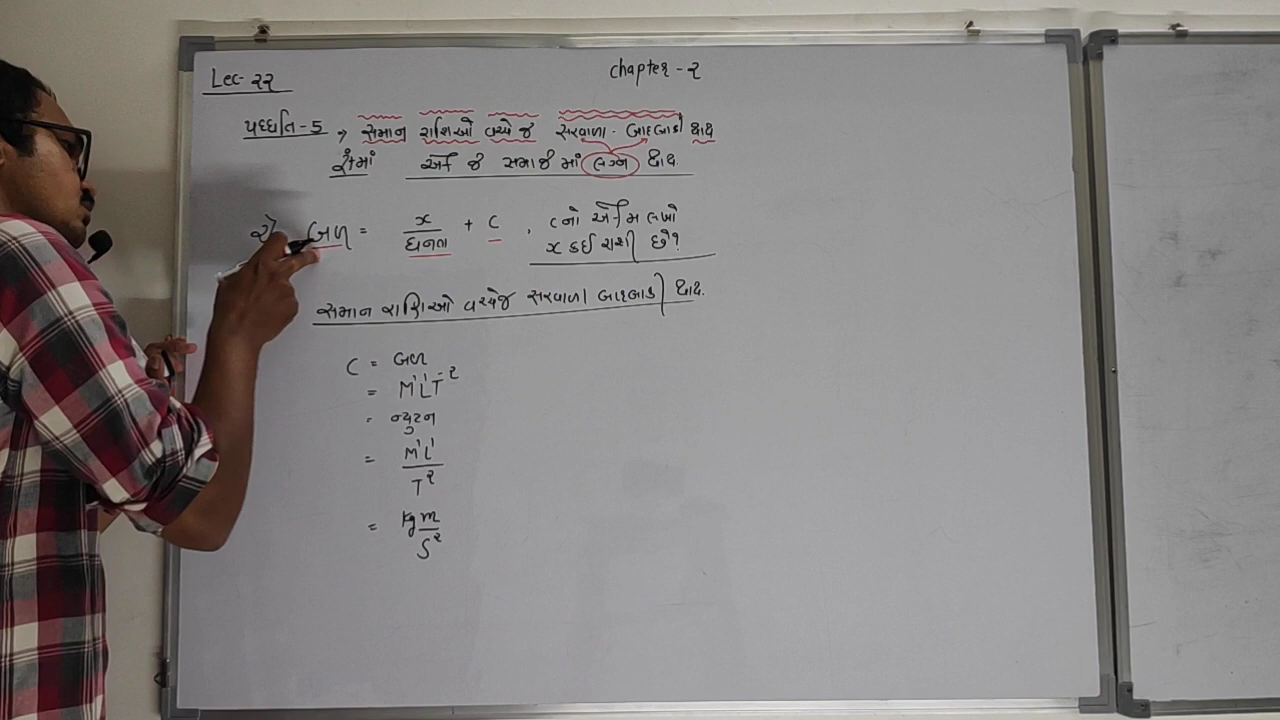 Lec-૨૨
chapter-૨
પધ્ધતિ-5 → સમાન રાશિઓ વચ્ચે જ સરવાળા-બાદબાકી થાય
એક જ સમાજ માં લગ્ન થાય
બળ = x/ઘનતા + C , C નો એકમ લખો
x કઈ રાશી છે?
સમાન રાશિઓ વચ્ચેજ સરવાળા બાદબાકી થાય.
C = બળ
= M¹L¹T⁻²
= ન્યુટન
= M¹L¹/T²
= kg m/s²